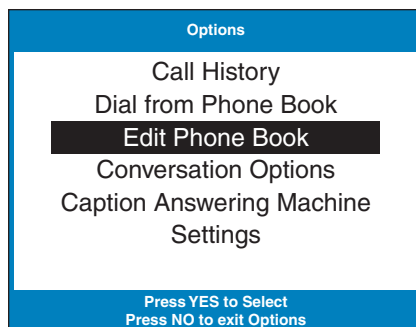 Options
Call History
Dial from Phone Book
Edit Phone Book
Conversation Options
Caption Answering Machine
Settings
Press YES to Select
Press NO to exit Options